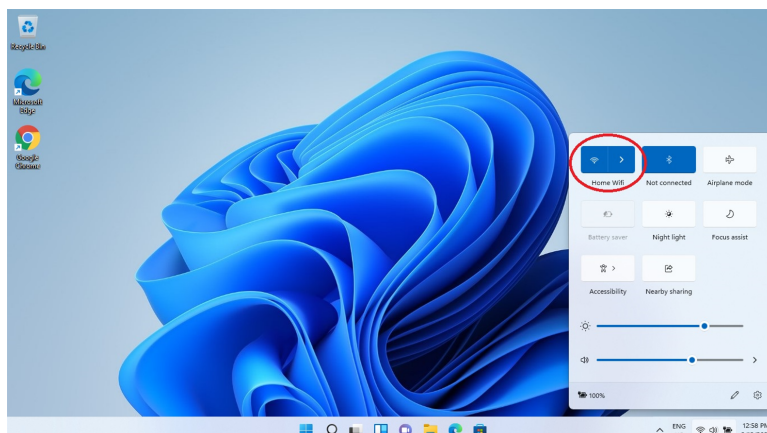 Recycle Bin
Microsoft
Edge
Google
Chrome
Home Wifi
Not connected
Airplane mode
Battery saver
Night light
Focus assist
Accessibility
Nearby sharing
100%
ENG
12:58 PM